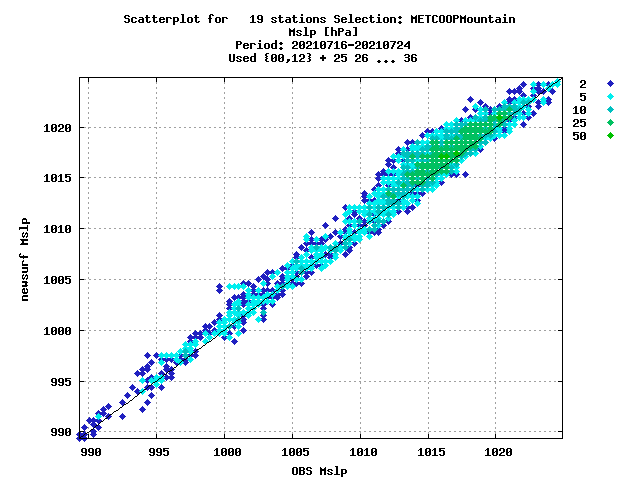 Scatterplot for 19 stations Selection: METCOOPMountain
Mslp [hPa]
Period: 20210716-20210724
Used {00,12} + 25 26 ... 36
2
5
10
25
50
1020
1015
1010
1005
1000
995
990
newsurf Mslp
990 995 1000 1005 1010 1015 1020
OBS Mslp